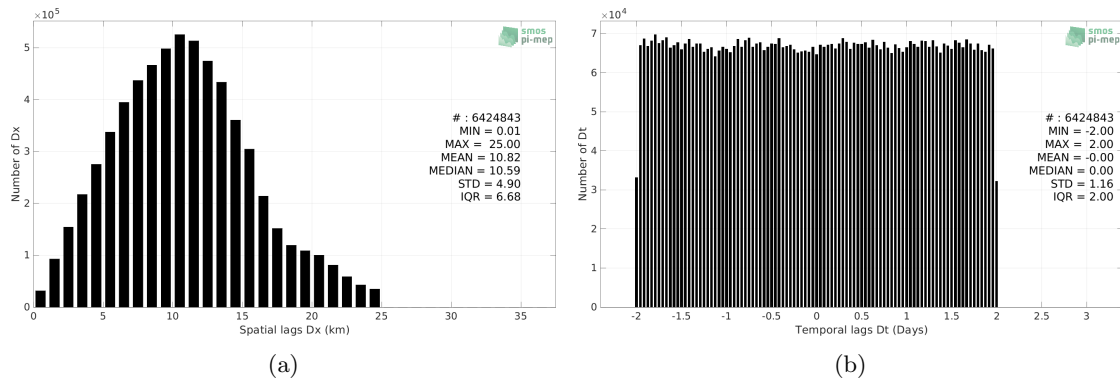 ×10⁵
5
4
3
2
1
0
Number of Dx
0 5 10 15 20 25 30 35
Spatial lags Dx (km)
smos
pi-mep
# : 6424843
MIN = 0.01
MAX = 25.00
MEAN = 10.82
MEDIAN = 10.59
STD = 4.90
IQR = 6.68
(a)
×10⁴
7
6
5
4
3
2
1
0
Number of Dt
-2 -1.5 -1 -0.5 0 0.5 1 1.5 2 2.5 3
Temporal lags Dt (Days)
smos
pi-mep
# : 6424843
MIN = -2.00
MAX = 2.00
MEAN = -0.00
MEDIAN = 0.00
STD = 1.16
IQR = 2.00
(b)